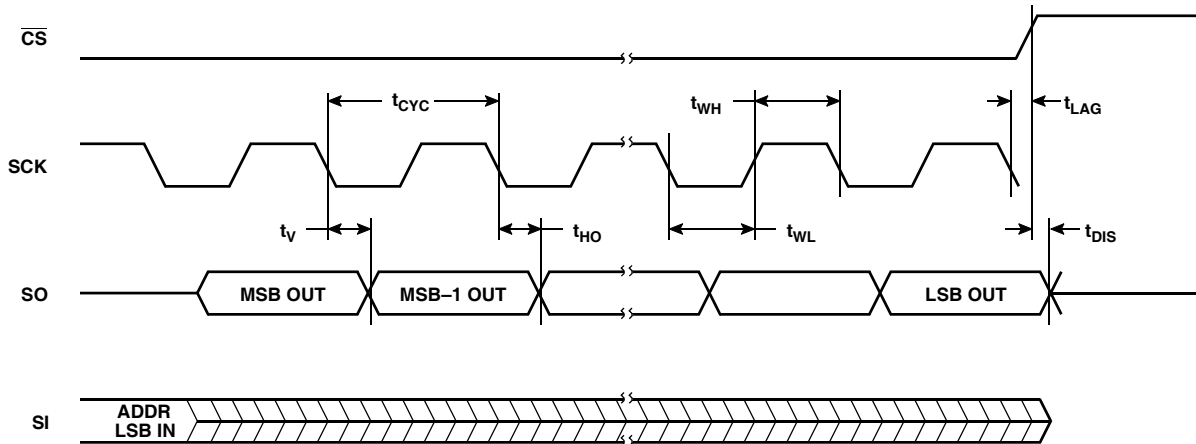 CS
tCYC
tWH
tLAG
SCK
tV
tHO
tWL
tDIS
SO
MSB OUT
MSB–1 OUT
LSB OUT
SI
ADDR
LSB IN